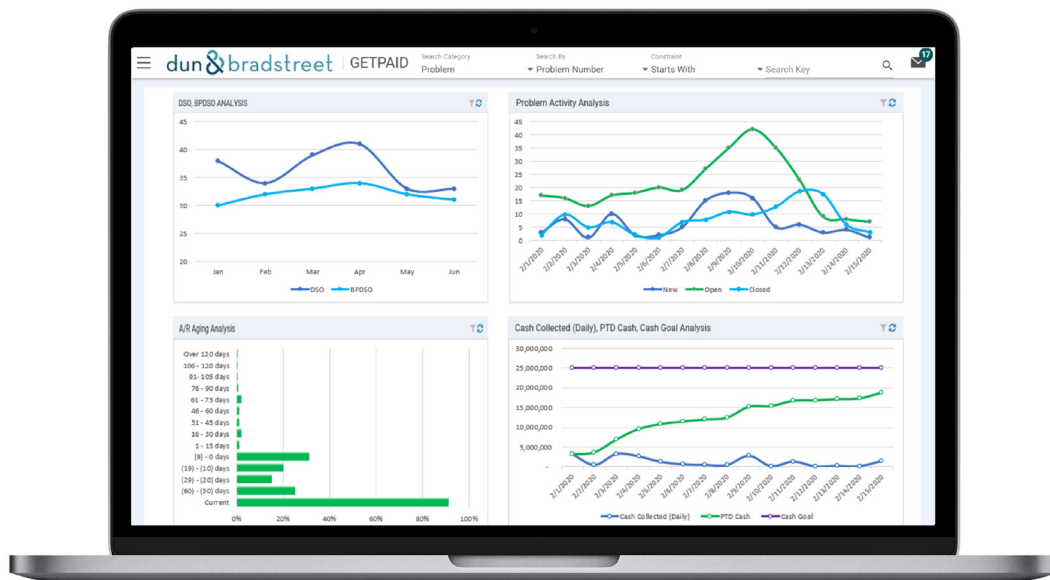 17
Search Category Search By Constraint
dun & bradstreet GETPAID Problem Problem Number Starts With Search Key
DSO, BPDSO ANALYSIS
45
40
35
30
25
20
Jan Feb Mar Apr May Jun
DSO BPDSO
Problem Activity Analysis
45
40
35
30
25
20
15
10
5
0
2/1/2020 2/2/2020 2/3/2020 2/4/2020 2/5/2020 2/6/2020 2/7/2020 2/8/2020 2/9/2020 2/10/2020 2/11/2020 2/12/2020 2/13/2020 2/14/2020 2/15/2020
New Open Closed
A/R Aging Analysis
Over 120 days
106 - 120 days
91- 105 days
76 - 90 days
61 - 75 days
46 - 60 days
31 - 45 days
16 - 30 days
1 - 15 days
(9) - 0 days
(19) - (10) days
(29) - (20) days
(60) - (30) days
Current
0% 20% 40% 60% 80% 100%
Cash Collected (Daily), PTD Cash, Cash Goal Analysis
30,000,000
25,000,000
20,000,000
15,000,000
10,000,000
5,000,000
-
2/1/2020 2/2/2020 2/3/2020 2/4/2020 2/5/2020 2/6/2020 2/7/2020 2/8/2020 2/9/2020 2/10/2020 2/11/2020 2/12/2020 2/13/2020 2/14/2020 2/15/2020
Cash Collected (Daily) PTD Cash Cash Goal